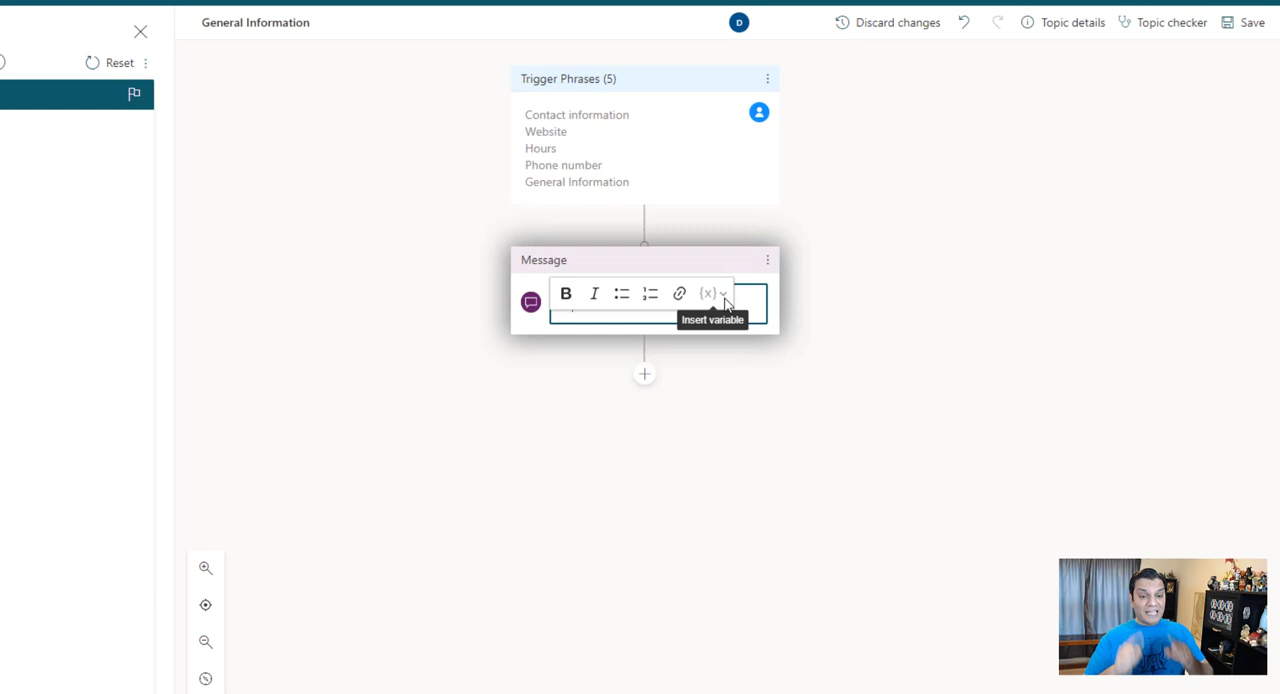 General Information
D
Discard changes
Topic details
Topic checker
Save
Reset
Trigger Phrases (5)
Contact information
Website
Hours
Phone number
General Information
Message
B I {x}
Insert variable